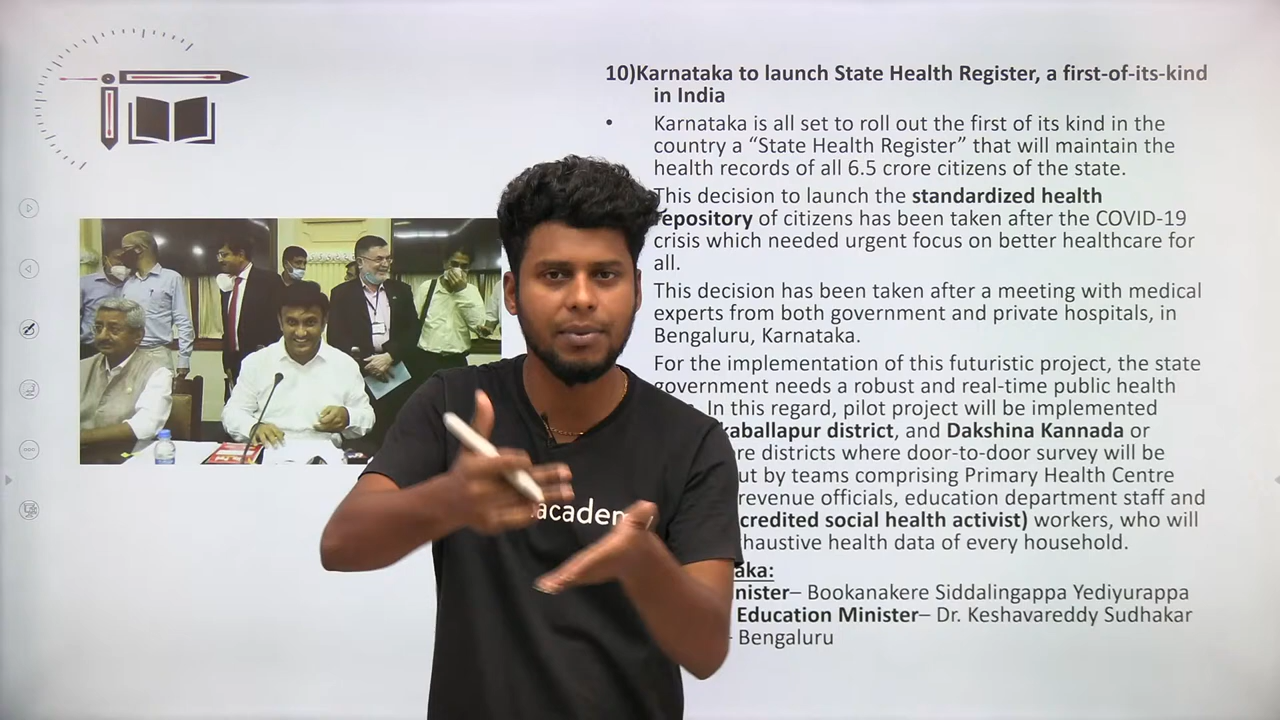 10)Karnataka to launch State Health Register, a first-of-its-kind
in India
• Karnataka is all set to roll out the first of its kind in the
country a “State Health Register” that will maintain the
health records of all 6.5 crore citizens of the state.
This decision to launch the standardized health
repository of citizens has been taken after the COVID-19
crisis which needed urgent focus on better healthcare for
all.
This decision has been taken after a meeting with medical
experts from both government and private hospitals, in
Bengaluru, Karnataka.
For the implementation of this futuristic project, the state
government needs a robust and real-time public health
In this regard, pilot project will be implemented
kaballapur district, and Dakshina Kannada or
re districts where door-to-door survey will be
ut by teams comprising Primary Health Centre
revenue officials, education department staff and
credited social health activist) workers, who will
haustive health data of every household.
aka:
nister– Bookanakere Siddalingappa Yediyurappa
Education Minister– Dr. Keshavareddy Sudhakar
– Bengaluru
academ